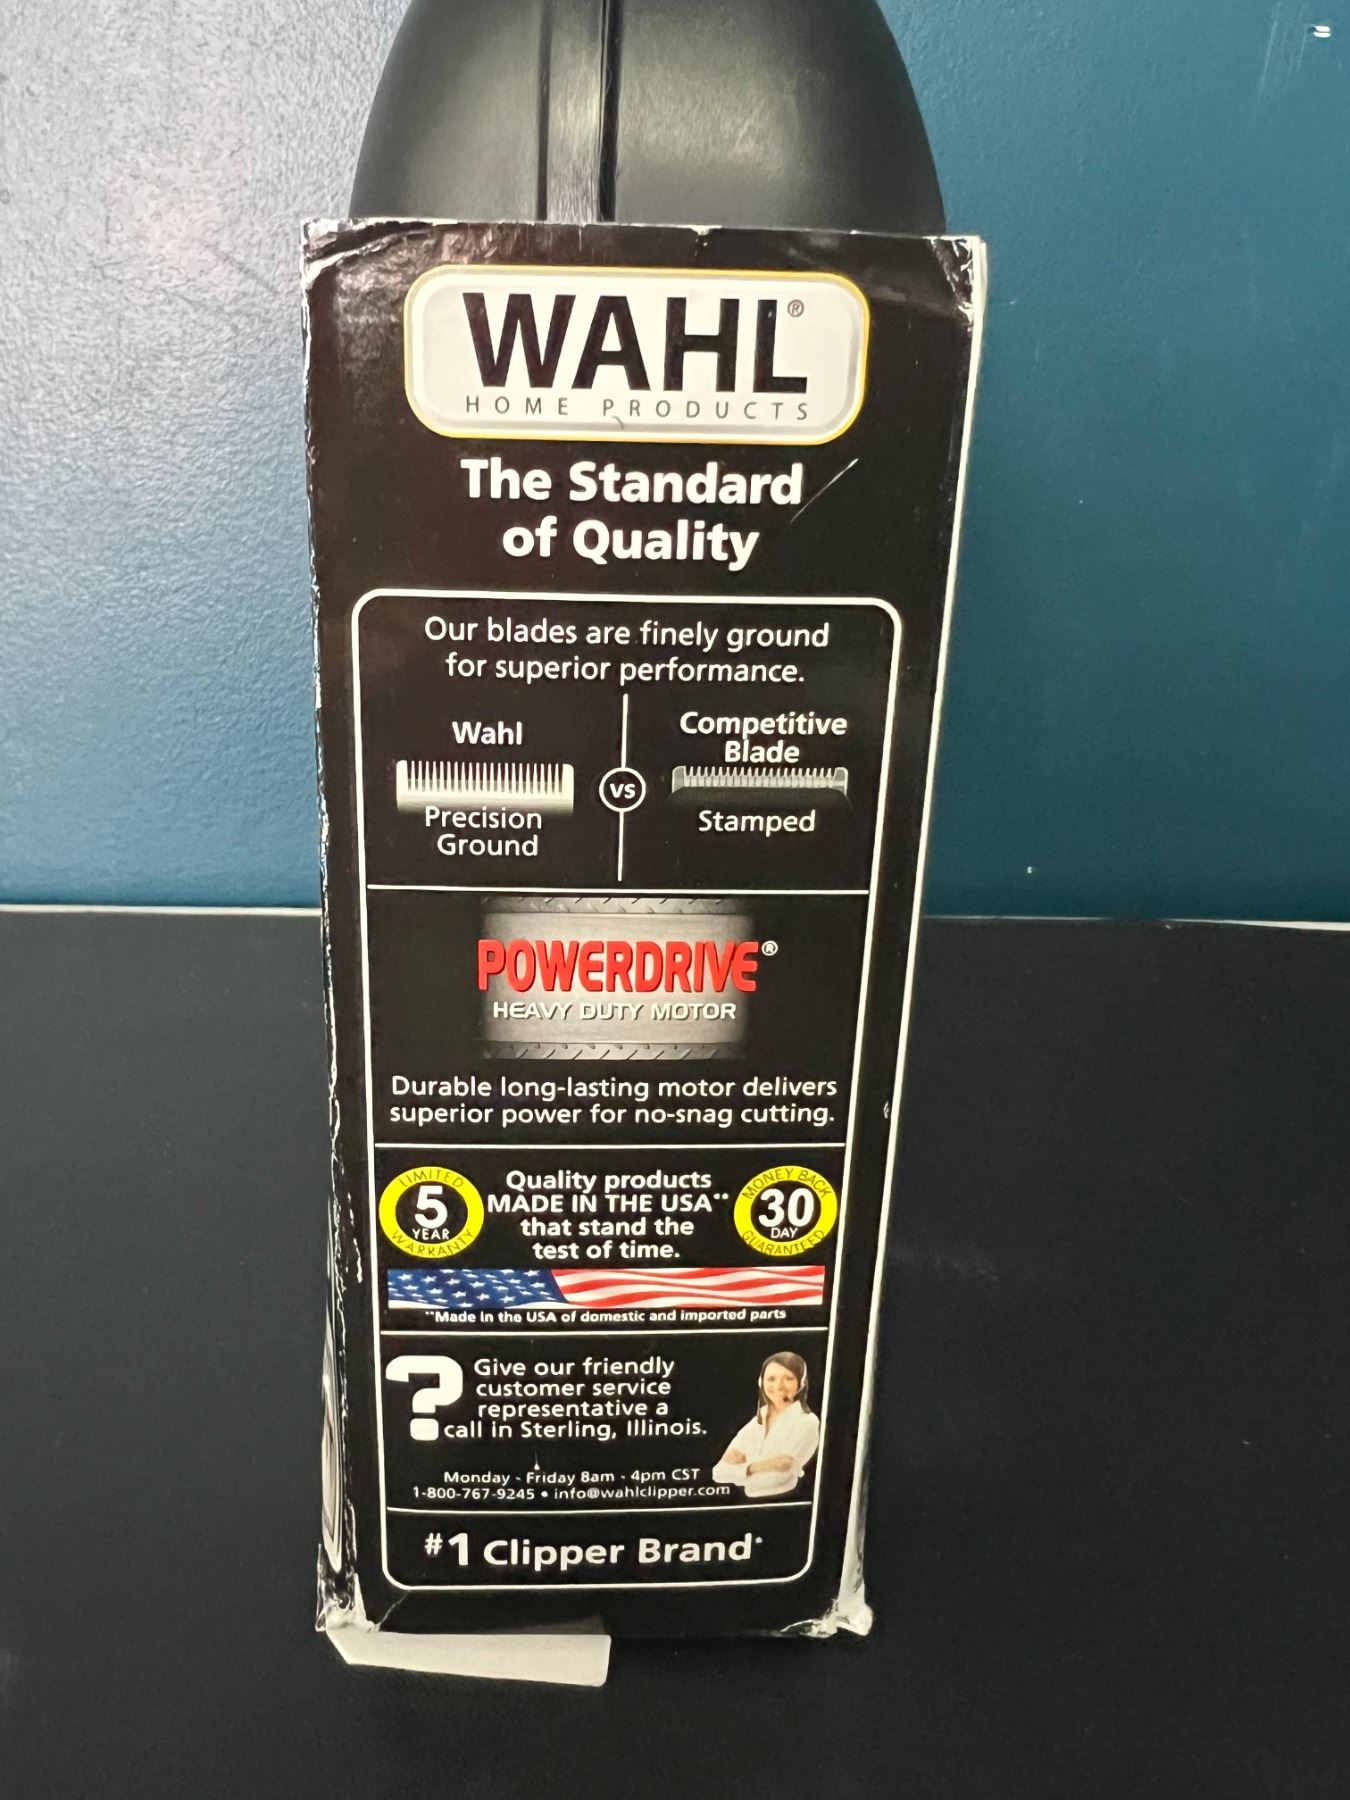 WAHL®
HOME PRODUCTS
The Standard
of Quality
Our blades are finely ground
for superior performance.
Wahl
Precision
Ground
vs
Competitive
Blade
Stamped
POWERDRIVE®
HEAVY DUTY MOTOR
Durable long-lasting motor delivers
superior power for no-snag cutting.
LIMITED
5
YEAR
WARRANTY
Quality products
MADE IN THE USA**
that stand the
test of time.
MONEY BACK
30
DAY
GUARANTEED
**Made in the USA of domestic and imported parts
?
Give our friendly
customer service
representative a
call in Sterling, Illinois.
Monday - Friday 8am - 4pm CST
1-800-767-9245 • info@wahlclipper.com
#1 Clipper Brand*